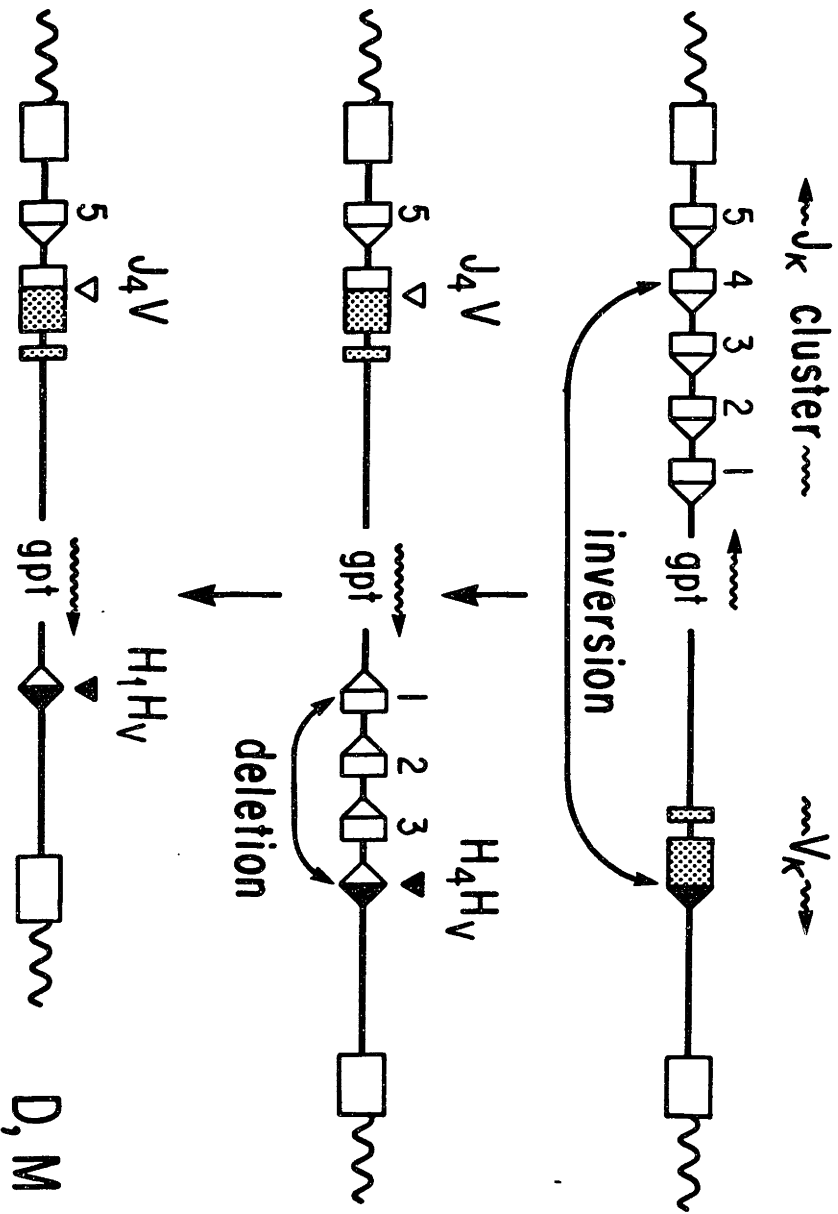 Jκ cluster Vκ
5 4 3 2 1
gpt
inversion
J₄V H₄Hᵥ
5 1 2 3
gpt
deletion
J₄V H₁Hᵥ
5
gpt
D, M